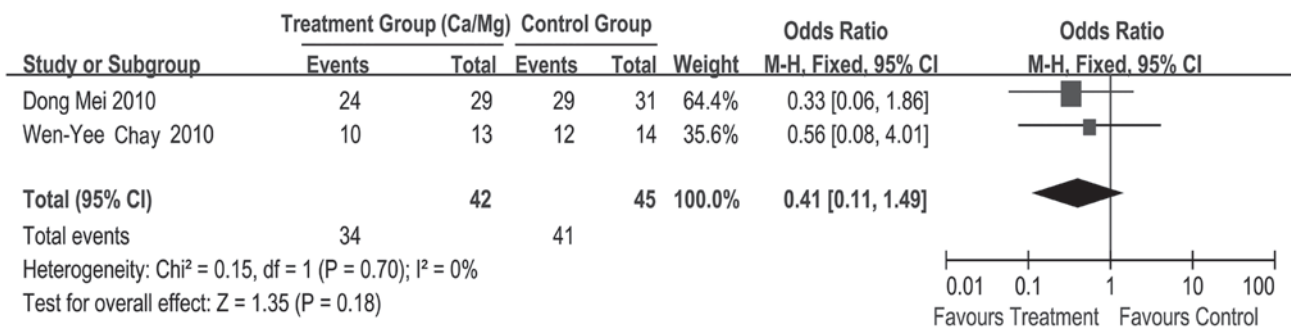 Treatment Group (Ca/Mg) Control Group Odds Ratio Odds Ratio
Study or Subgroup Events Total Events Total Weight M-H, Fixed, 95% CI M-H, Fixed, 95% CI
Dong Mei 2010 24 29 29 31 64.4% 0.33 [0.06, 1.86]
Wen-Yee Chay 2010 10 13 12 14 35.6% 0.56 [0.08, 4.01]
Total (95% CI) 42 45 100.0% 0.41 [0.11, 1.49]
Total events 34 41
Heterogeneity: Chi² = 0.15, df = 1 (P = 0.70); I² = 0%
Test for overall effect: Z = 1.35 (P = 0.18)
0.01 0.1 1 10 100
Favours Treatment Favours Control